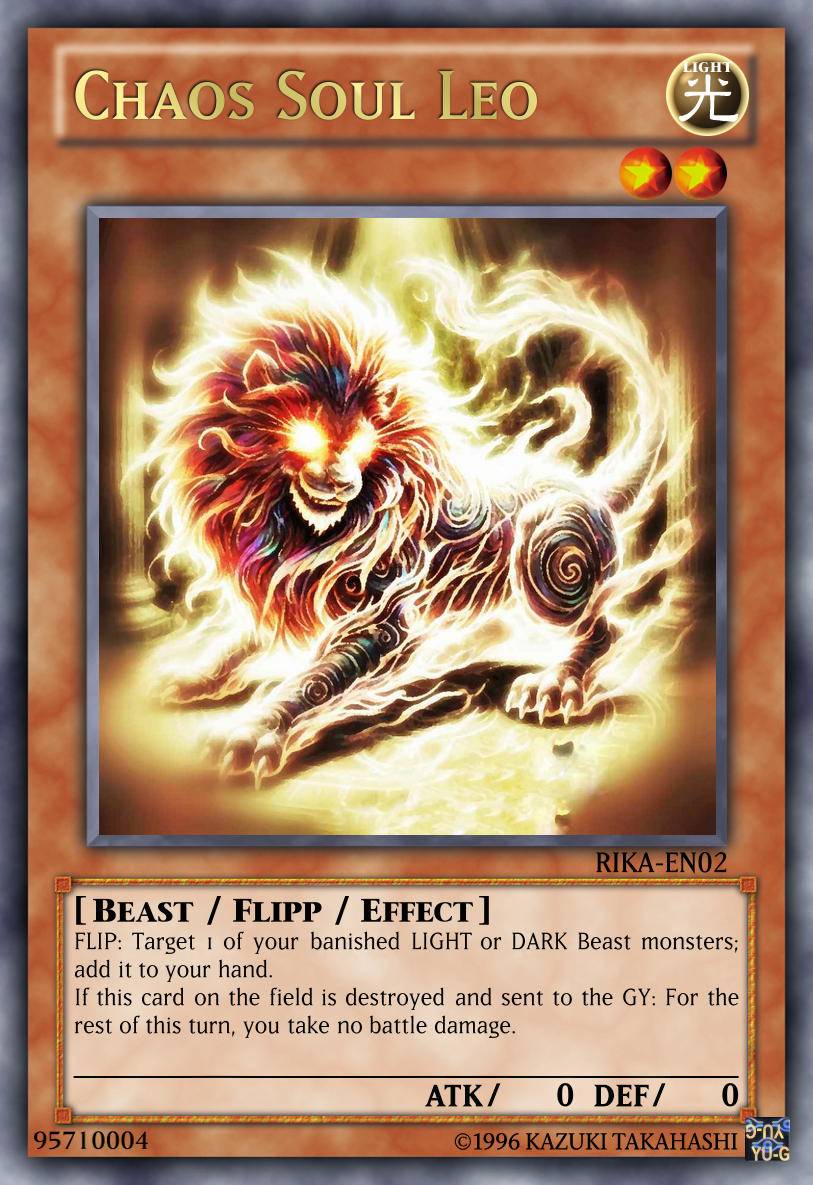 CHAOS SOUL LEO
LIGHT
光
RIKA-EN02
[ BEAST / FLIPP / EFFECT ]
FLIP: Target 1 of your banished LIGHT or DARK Beast monsters;
add it to your hand.
If this card on the field is destroyed and sent to the GY: For the
rest of this turn, you take no battle damage.
ATK/ 0 DEF/ 0
95710004
©1996 KAZUKI TAKAHASHI
YU-G
YU-G